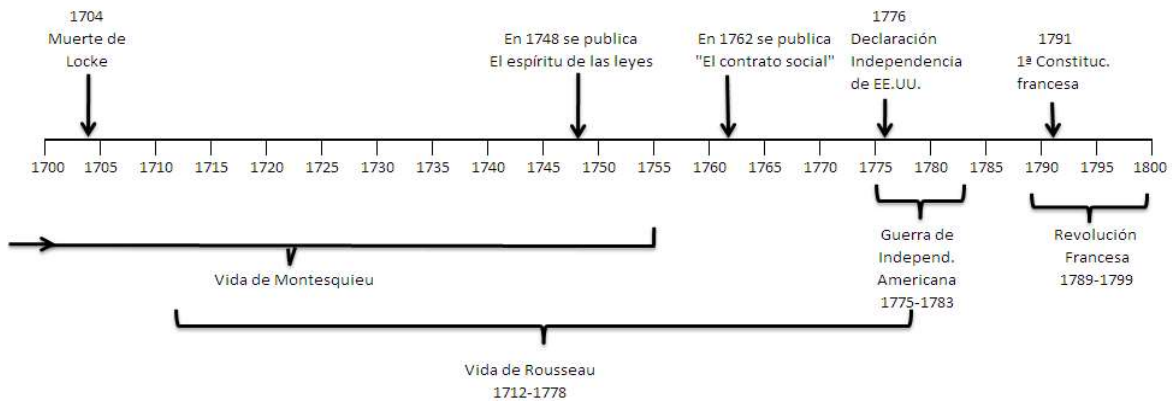 1704
Muerte de
Locke
En 1748 se publica
El espíritu de las leyes
En 1762 se publica
"El contrato social"
1776
Declaración
Independencia
de EE.UU.
1791
1ª Constituc.
francesa
1700 1705 1710 1715 1720 1725 1730 1735 1740 1745 1750 1755 1760 1765 1770 1775 1780 1785 1790 1795 1800
Vida de Montesquieu
Guerra de
Independ.
Americana
1775-1783
Revolución
Francesa
1789-1799
Vida de Rousseau
1712-1778